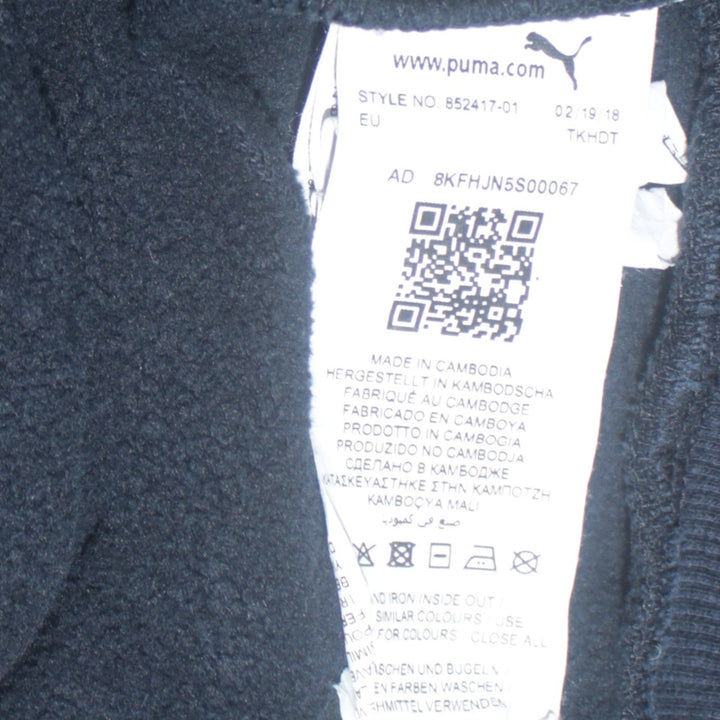 www.puma.com
STYLE NO. 852417-01 02/19/18
EU TKHDT
AD 8KFHJN5S00067
MADE IN CAMBODIA
HERGESTELLT IN KAMBODSCHA
FABRIQUÉ AU CAMBODGE
FABRICADO EN CAMBOYA
PRODOTTO IN CAMBOGIA
PRODUZIDO NO CAMBODJA
СДЕЛАНО В КАМБОДЖЕ
ΚΑΤΑΣΚΕΥΑΣΤΗΚΕ ΣΤΗΝ ΚΑΜΠΟΤΖΗ
KAMBOÇYA MALI
صنع في كمبوديا
IRON INSIDE OUT /
SIMILAR COLOURS / USE
FOR COLOURS / CLOSE ALL
UND BÜGELN /
EN FARBEN WASCHEN
VERWENDEN